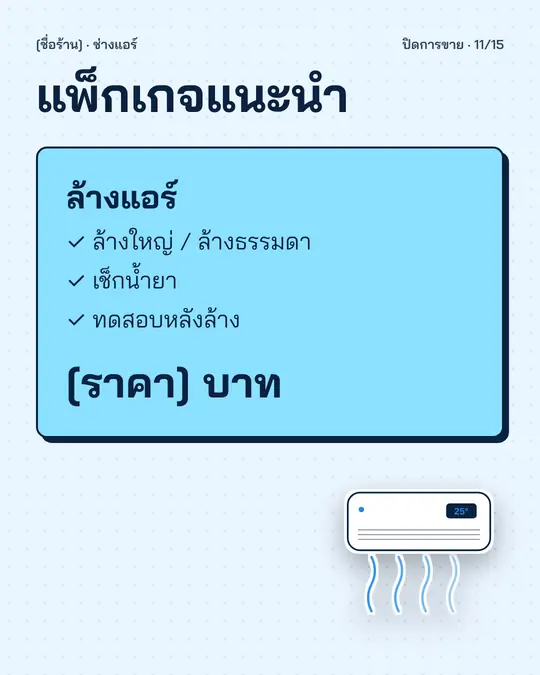 [ชื่อร้าน] · ช่างแอร์
ปิดการขาย · 11/15
แพ็กเกจแนะนำ
ล้างแอร์
✓ ล้างใหญ่ / ล้างธรรมดา
✓ เช็กน้ำยา
✓ ทดสอบหลังล้าง
[ราคา] บาท
25°